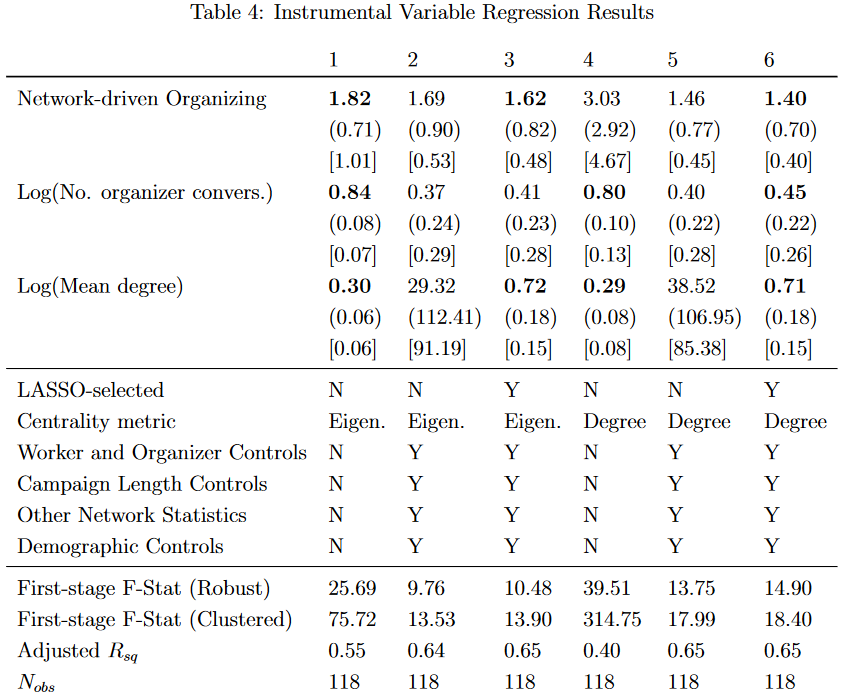 Table 4: Instrumental Variable Regression Results
1 2 3 4 5 6
Network-driven Organizing 1.82 1.69 1.62 3.03 1.46 1.40
(0.71) (0.90) (0.82) (2.92) (0.77) (0.70)
[1.01] [0.53] [0.48] [4.67] [0.45] [0.40]
Log(No. organizer convers.) 0.84 0.37 0.41 0.80 0.40 0.45
(0.08) (0.24) (0.23) (0.10) (0.22) (0.22)
[0.07] [0.29] [0.28] [0.13] [0.28] [0.26]
Log(Mean degree) 0.30 29.32 0.72 0.29 38.52 0.71
(0.06) (112.41) (0.18) (0.08) (106.95) (0.18)
[0.06] [91.19] [0.15] [0.08] [85.38] [0.15]
LASSO-selected N N Y N N Y
Centrality metric Eigen. Eigen. Eigen. Degree Degree Degree
Worker and Organizer Controls N Y Y N Y Y
Campaign Length Controls N Y Y N Y Y
Other Network Statistics N Y Y N Y Y
Demographic Controls N Y Y N Y Y
First-stage F-Stat (Robust) 25.69 9.76 10.48 39.51 13.75 14.90
First-stage F-Stat (Clustered) 75.72 13.53 13.90 314.75 17.99 18.40
Adjusted Rsq 0.55 0.64 0.65 0.40 0.65 0.65
Nobs 118 118 118 118 118 118